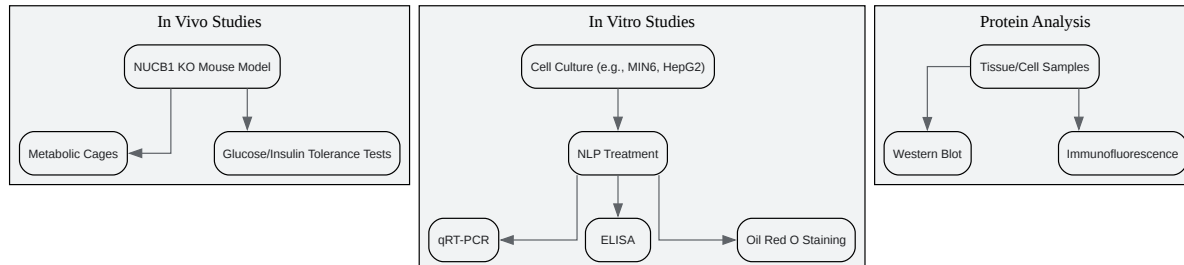 In Vivo Studies
NUCB1 KO Mouse Model
Metabolic Cages
Glucose/Insulin Tolerance Tests
In Vitro Studies
Cell Culture (e.g., MIN6, HepG2)
NLP Treatment
qRT-PCR
ELISA
Oil Red O Staining
Protein Analysis
Tissue/Cell Samples
Western Blot
Immunofluorescence